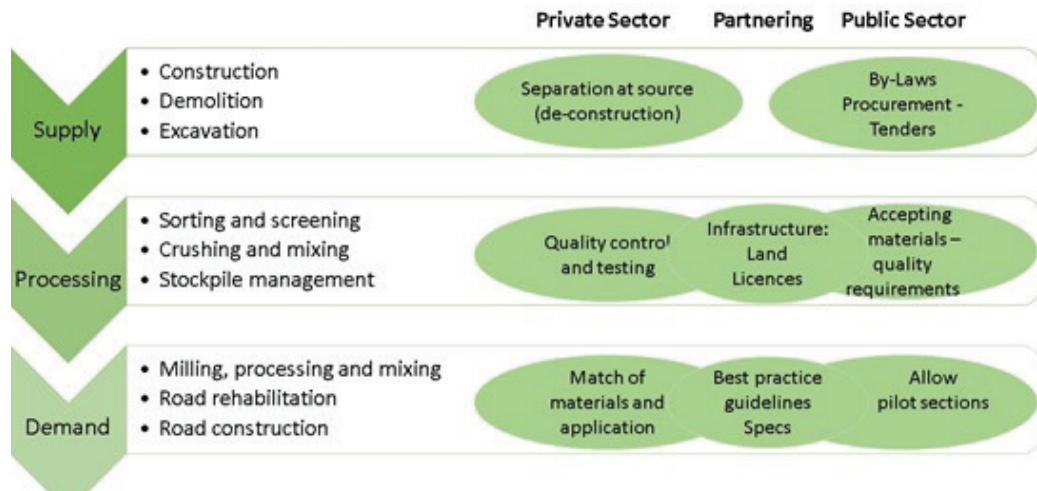 Private Sector
Partnering
Public Sector
Supply
• Construction
• Demolition
• Excavation
Separation at source
(de-construction)
By-Laws
Procurement -
Tenders
Processing
• Sorting and screening
• Crushing and mixing
• Stockpile management
Quality control
and testing
Infrastructure:
Land
Licences
Accepting
materials –
quality
requirements
Demand
• Milling, processing and mixing
• Road rehabilitation
• Road construction
Match of
materials and
application
Best practice
guidelines
Specs
Allow
pilot sections